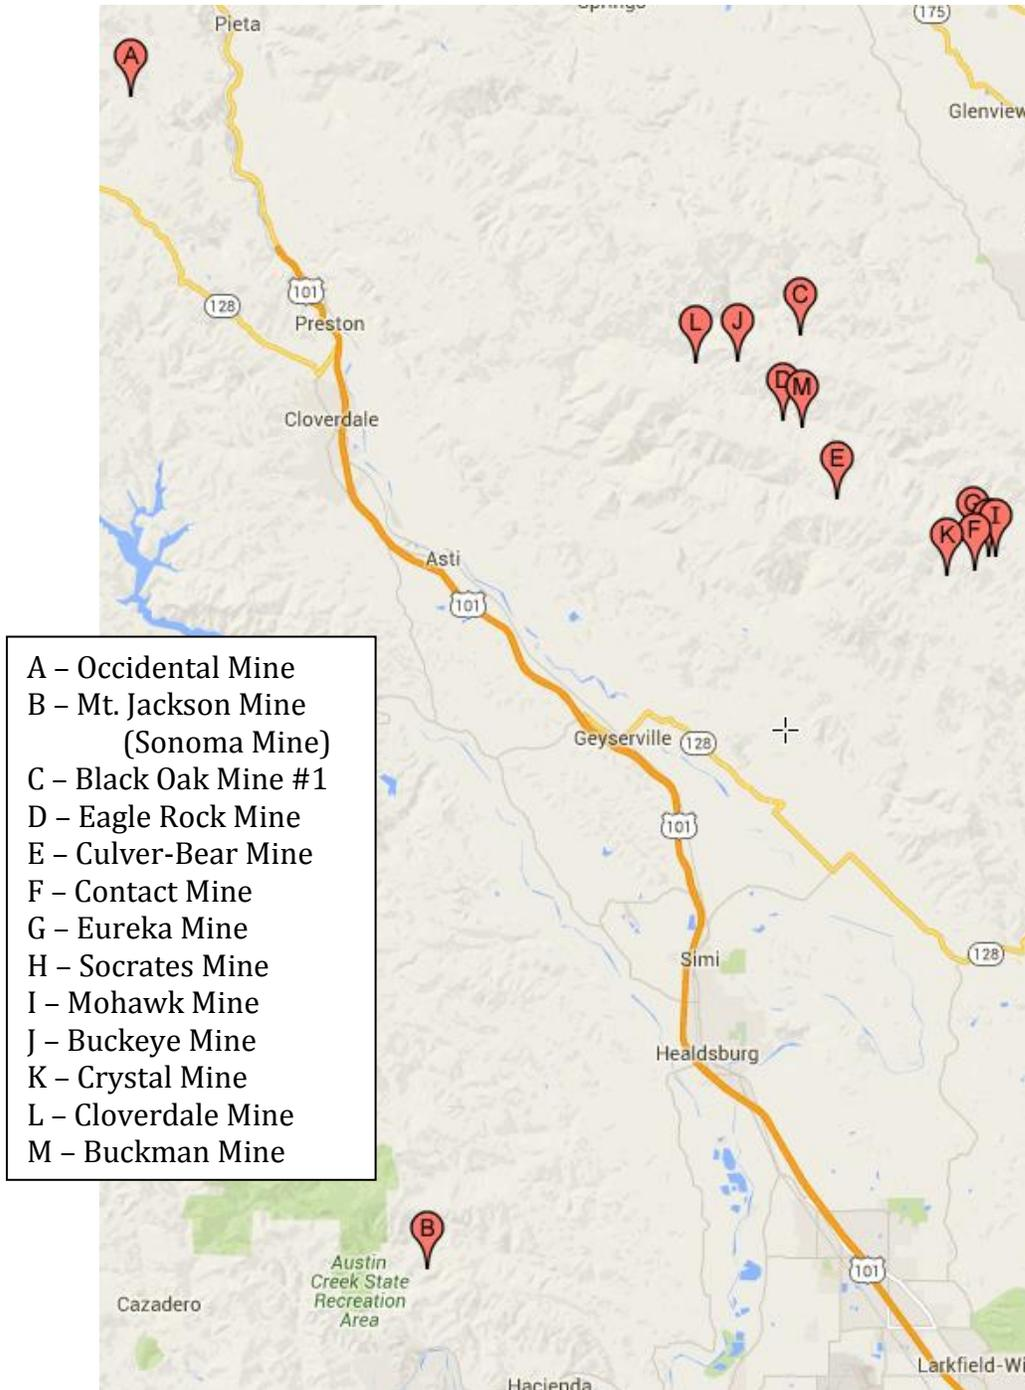 Springs
175
Pieta
A
Glenview
101
128
Preston
C
L
J
D
M
Cloverdale
E
G
I
K
F
Asti
101
A – Occidental Mine
B – Mt. Jackson Mine
(Sonoma Mine)
C – Black Oak Mine #1
D – Eagle Rock Mine
E – Culver-Bear Mine
F – Contact Mine
G – Eureka Mine
H – Socrates Mine
I – Mohawk Mine
J – Buckeye Mine
K – Crystal Mine
L – Cloverdale Mine
M – Buckman Mine
Geyserville
128
101
Simi
128
Healdsburg
B
Austin
Creek State
Recreation
Area
Cazadero
101
Larkfield-Wi
Hacienda